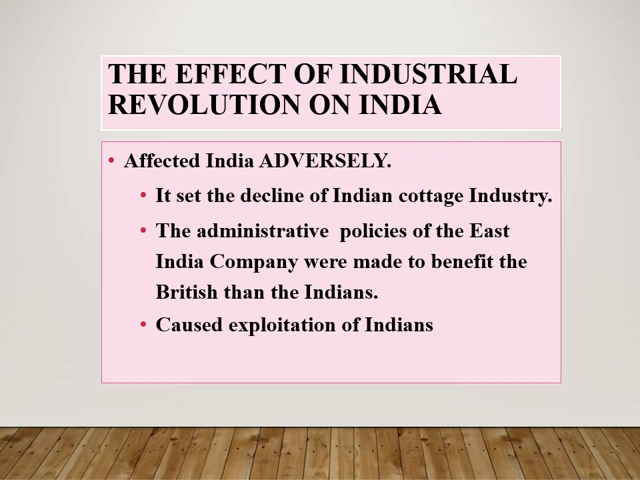 THE EFFECT OF INDUSTRIAL
REVOLUTION ON INDIA
• Affected India ADVERSELY.
• It set the decline of Indian cottage Industry.
• The administrative  policies of the East
India Company were made to benefit the
British than the Indians.
• Caused exploitation of Indians